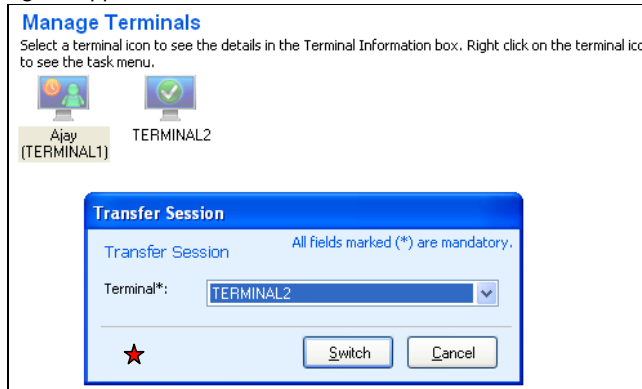 Manage Terminals
Select a terminal icon to see the details in the Terminal Information box. Right click on the terminal ico
to see the task menu.
Ajay
(TERMINAL1)
TERMINAL2
Transfer Session
Transfer Session
All fields marked (*) are mandatory.
Terminal*:
TERMINAL2
Switch
Cancel